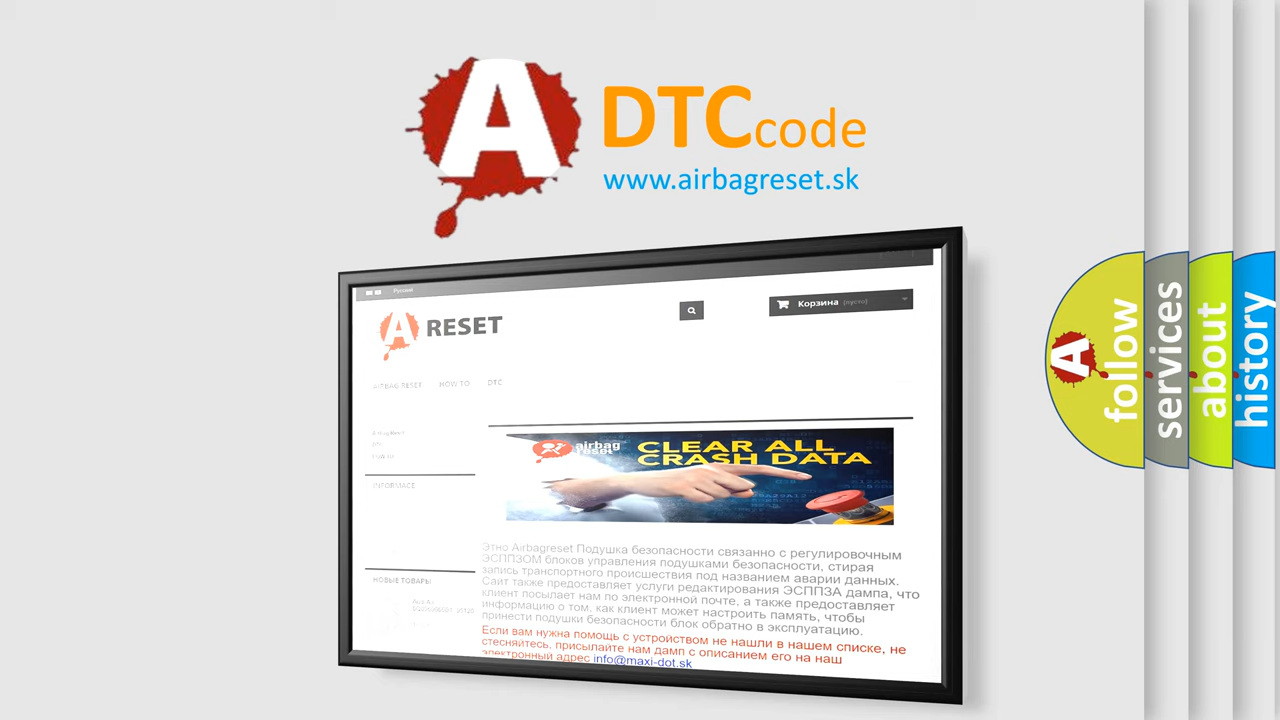 A
DTCcode
www.airbagreset.sk
Русский
A RESET
Корзина (пусто)
AIRBAG RESET HOW TO DTC
DTC
INFORMACE
airbag
reset
CLEAR ALL
CRASH DATA
НОВЫЕ ТОВАРЫ
Этно Airbagreset Подушка безопасности связанно с регулировочным
ЭСППЗОМ блоков управления подушками безопасности, стирая
запись транспортного происшествия под названием аварии данных.
Сайт также предоставляет услуги редактирования ЭСППЗА дампа, что
клиент посылает нам по электронной почте, а также предоставляет
информацию о том, как клиент может настроить память, чтобы
принести подушки безопасности блок обратно в эксплуатацию.
Если вам нужна помощь с устройством не нашли в нашем списке, не
стесняйтесь, присылайте нам дамп с описанием его на наш
электронный адрес info@maxi-dot.sk
A
follow
services
about
history